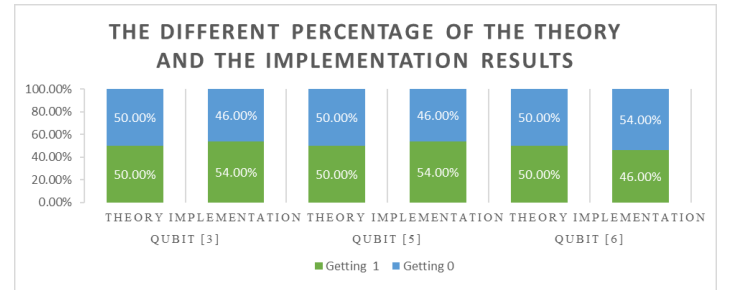 THE DIFFERENT PERCENTAGE OF THE THEORY
AND THE IMPLEMENTATION RESULTS
100.00%
80.00%
60.00%
40.00%
20.00%
0.00%
50.00% 46.00% 50.00% 46.00% 50.00% 54.00%
50.00% 54.00% 50.00% 54.00% 50.00% 46.00%
THEORY IMPLEMENTATION THEORY IMPLEMENTATION THEORY IMPLEMENTATION
QUBIT [3] QUBIT [5] QUBIT [6]
Getting 1 Getting 0